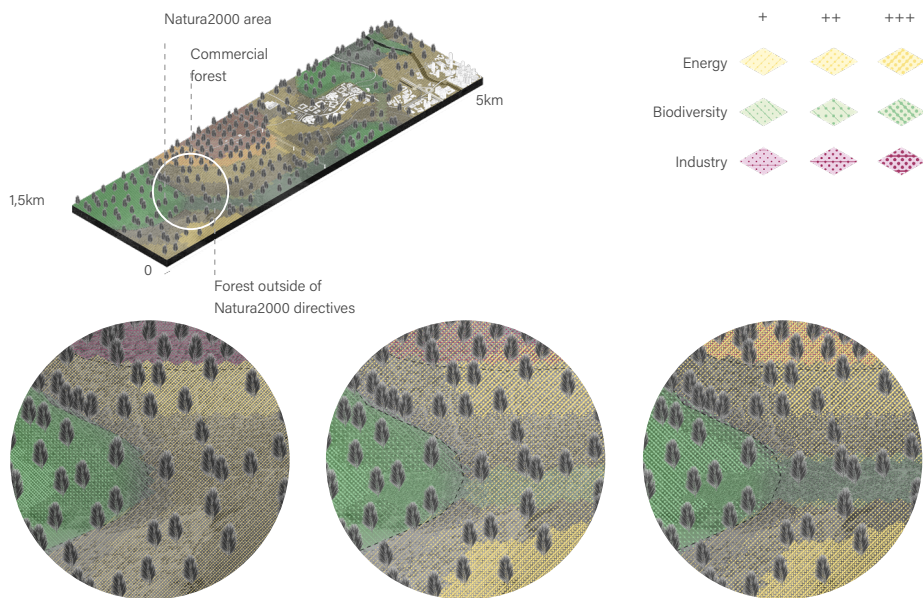 Natura2000 area
Commercial
forest
5km
1,5km
0
Forest outside of
Natura2000 directives
+ ++ +++
Energy
Biodiversity
Industry